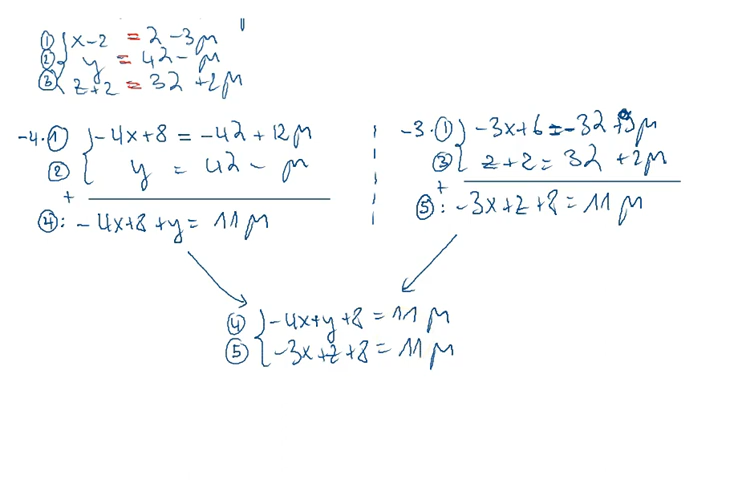 ① x-2 = λ -3μ
② y = 4λ - μ
③ z+2 = 3λ +2μ
-4·① -4x+8 = -4λ + 12μ
② y = 4λ - μ
+
④: -4x+8+y = 11μ
-3·① -3x+6 = -3λ +9μ
③ z+2 = 3λ +2μ
+
⑤: -3x+z+8 = 11μ
④ -4x+y+8 = 11μ
⑤ -3x+z+8 = 11μ